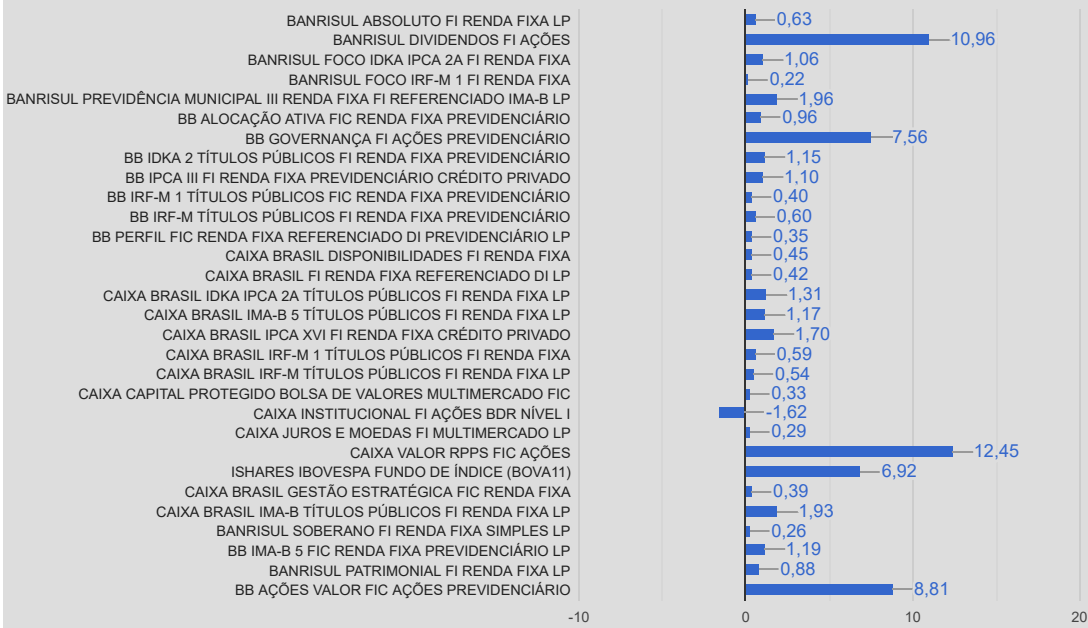 BANRISUL ABSOLUTO FI RENDA FIXA LP 0,63
BANRISUL DIVIDENDOS FI AÇÕES 10,96
BANRISUL FOCO IDKA IPCA 2A FI RENDA FIXA 1,06
BANRISUL FOCO IRF-M 1 FI RENDA FIXA 0,22
BANRISUL PREVIDÊNCIA MUNICIPAL III RENDA FIXA FI REFERENCIADO IMA-B LP 1,96
BB ALOCAÇÃO ATIVA FIC RENDA FIXA PREVIDENCIÁRIO 0,96
BB GOVERNANÇA FI AÇÕES PREVIDENCIÁRIO 7,56
BB IDKA 2 TÍTULOS PÚBLICOS FI RENDA FIXA PREVIDENCIÁRIO 1,15
BB IPCA III FI RENDA FIXA PREVIDENCIÁRIO CRÉDITO PRIVADO 1,10
BB IRF-M 1 TÍTULOS PÚBLICOS FIC RENDA FIXA PREVIDENCIÁRIO 0,40
BB IRF-M TÍTULOS PÚBLICOS FI RENDA FIXA PREVIDENCIÁRIO 0,60
BB PERFIL FIC RENDA FIXA REFERENCIADO DI PREVIDENCIÁRIO LP 0,35
CAIXA BRASIL DISPONIBILIDADES FI RENDA FIXA 0,45
CAIXA BRASIL FI RENDA FIXA REFERENCIADO DI LP 0,42
CAIXA BRASIL IDKA IPCA 2A TÍTULOS PÚBLICOS FI RENDA FIXA LP 1,31
CAIXA BRASIL IMA-B 5 TÍTULOS PÚBLICOS FI RENDA FIXA LP 1,17
CAIXA BRASIL IPCA XVI FI RENDA FIXA CRÉDITO PRIVADO 1,70
CAIXA BRASIL IRF-M 1 TÍTULOS PÚBLICOS FI RENDA FIXA 0,59
CAIXA BRASIL IRF-M TÍTULOS PÚBLICOS FI RENDA FIXA LP 0,54
CAIXA CAPITAL PROTEGIDO BOLSA DE VALORES MULTIMERCADO FIC 0,33
CAIXA INSTITUCIONAL FI AÇÕES BDR NÍVEL I -1,62
CAIXA JUROS E MOEDAS FI MULTIMERCADO LP 0,29
CAIXA VALOR RPPS FIC AÇÕES 12,45
ISHARES IBOVESPA FUNDO DE ÍNDICE (BOVA11) 6,92
CAIXA BRASIL GESTÃO ESTRATÉGICA FIC RENDA FIXA 0,39
CAIXA BRASIL IMA-B TÍTULOS PÚBLICOS FI RENDA FIXA LP 1,93
BANRISUL SOBERANO FI RENDA FIXA SIMPLES LP 0,26
BB IMA-B 5 FIC RENDA FIXA PREVIDENCIÁRIO LP 1,19
BANRISUL PATRIMONIAL FI RENDA FIXA LP 0,88
BB AÇÕES VALOR FIC AÇÕES PREVIDENCIÁRIO 8,81
-10 0 10 20